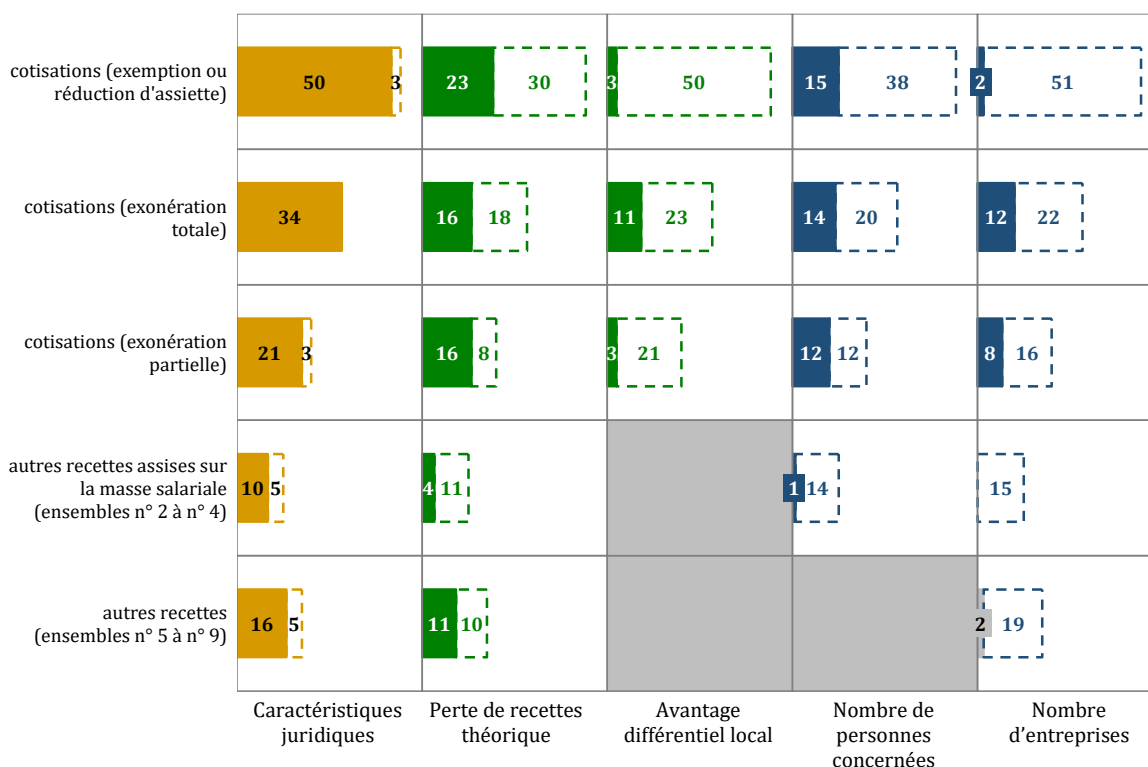 cotisations (exemption ou
réduction d'assiette)
50
3
23
30
3
50
15
38
2
51
cotisations (exonération
totale)
34
16
18
11
23
14
20
12
22
cotisations (exonération
partielle)
21
3
16
8
3
21
12
12
8
16
autres recettes assises sur
la masse salariale
(ensembles n° 2 à n° 4)
10
5
4
11
1
14
15
autres recettes
(ensembles n° 5 à n° 9)
16
5
11
10
2
19
Caractéristiques
juridiques
Perte de recettes
théorique
Avantage
différentiel local
Nombre de
personnes
concernées
Nombre
d’entreprises